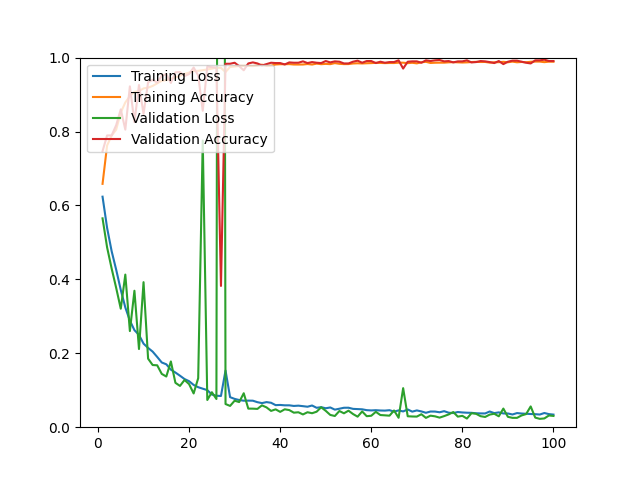 Training Loss
Training Accuracy
Validation Loss
Validation Accuracy
1.0
0.8
0.6
0.4
0.2
0.0
0 20 40 60 80 100